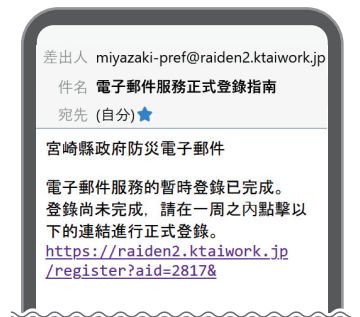 差出人 miyazaki-pref@raiden2.ktaiwork.jp
件名 電子郵件服務正式登錄指南
宛先 (自分)
宮崎縣政府防災電子郵件
電子郵件服務的暫時登錄已完成。
登錄尚未完成，請在一周之內點擊以
下的連結進行正式登錄。
https://raiden2.ktaiwork.jp
/register?aid=2817&